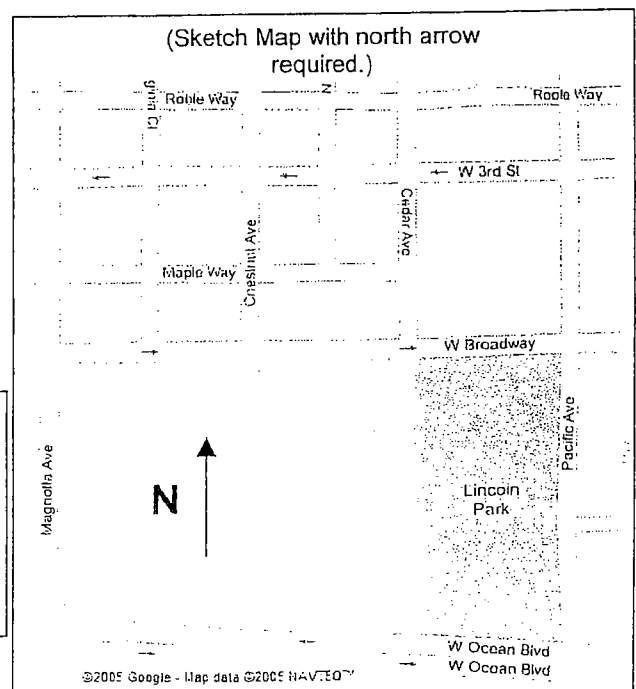 (Sketch Map with north arrow
required.)
Roble Way
Roble Way
N
W 3rd St
Cedar Ave
Chestnut Ave
Maple Way
W Broadway
Magnolia Ave
Pacific Ave
N
Lincoln
Park
W Ocean Blvd
W Ocean Blvd
©2005 Google - Map data ©2005 NAVTEQ™